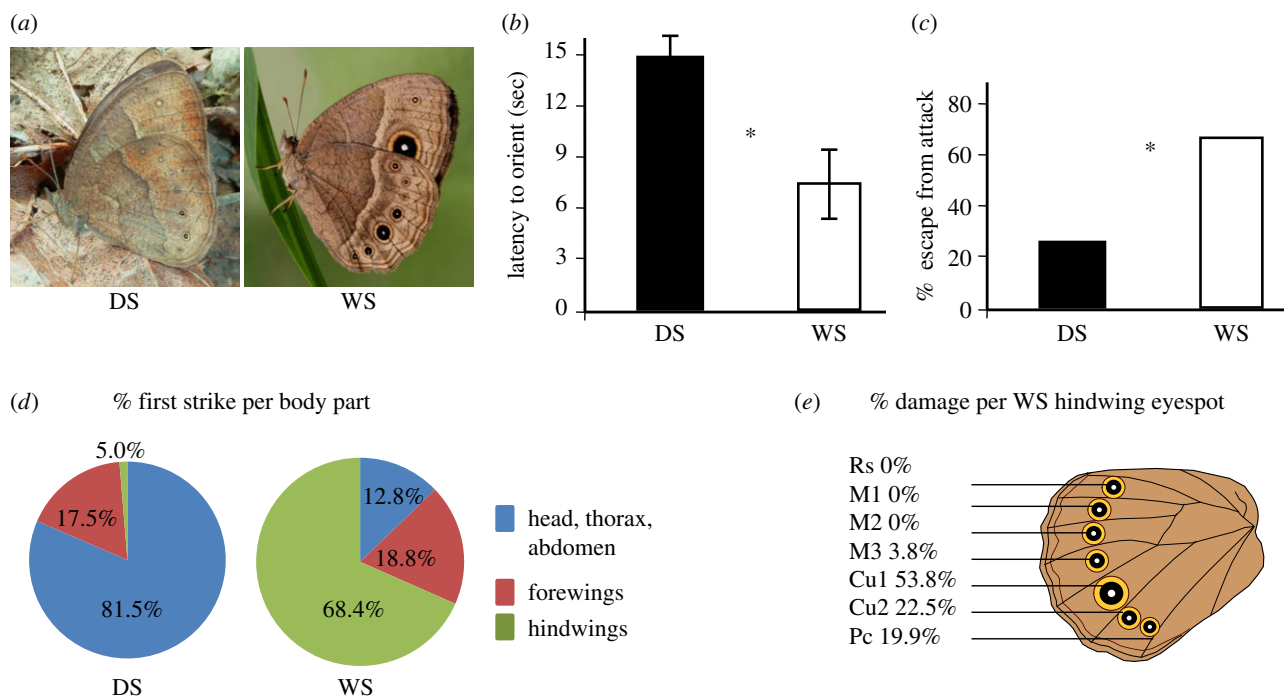 (a)
DS
WS
(b)
latency to orient (sec)
15
12
9
6
3
0
*
DS
WS
(c)
% escape from attack
80
60
40
20
0
*
DS
WS
(d)
% first strike per body part
5.0%
17.5%
81.5%
DS
12.8%
18.8%
68.4%
WS
head, thorax,
abdomen
forewings
hindwings
(e)
% damage per WS hindwing eyespot
Rs 0%
M1 0%
M2 0%
M3 3.8%
Cu1 53.8%
Cu2 22.5%
Pc 19.9%